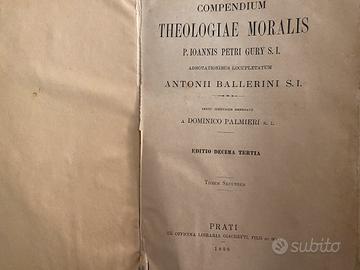 COMPENDIUM
THEOLOGIAE MORALIS
P. IOANNIS PETRI GURY S. I.
ADNOTATIONIBUS LOCUPLETATUM
ANTONII BALLERINI S. I.
A DOMINICO PALMIERI S. I.
EDITIO DECIMA TERTIA
TOMUS SECUNDUS
PRATI
EX OFFICINA LIBRARIA GIACHETTI, FILII
subito.it